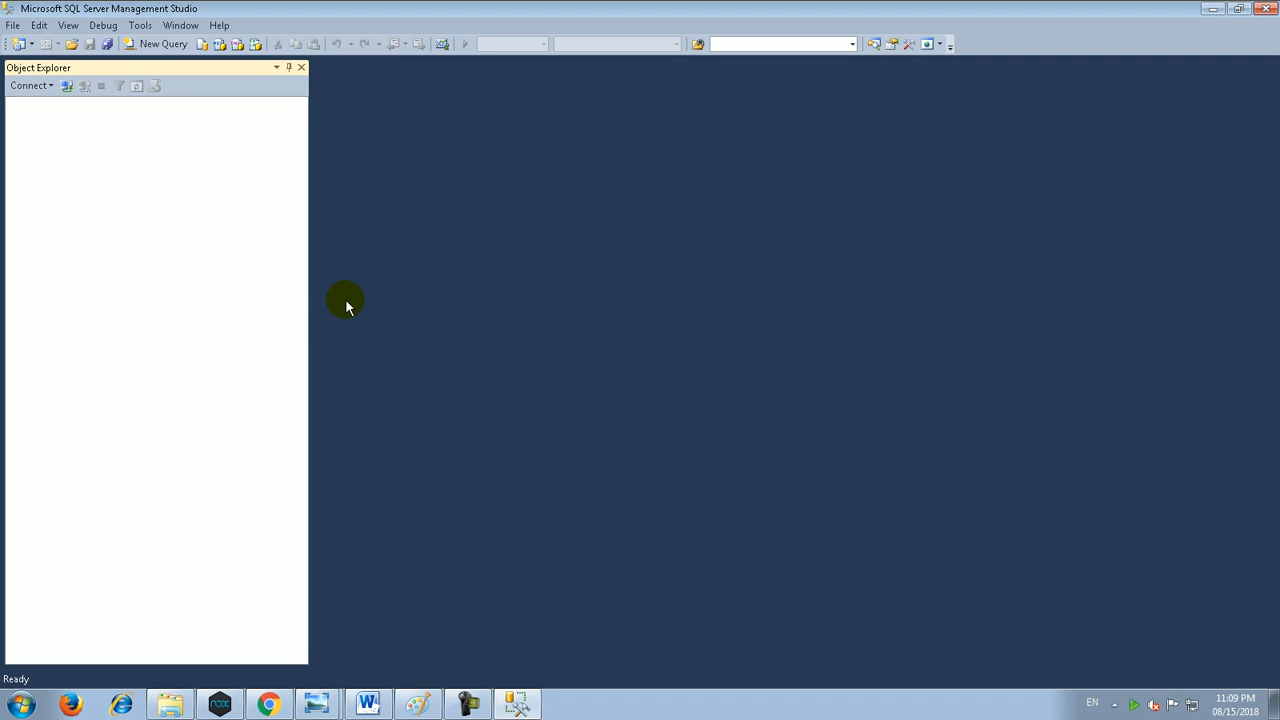 Microsoft SQL Server Management Studio
File Edit View Debug Tools Window Help
New Query
Object Explorer
Connect
Ready
nox
EN
11:09 PM
08/15/2018